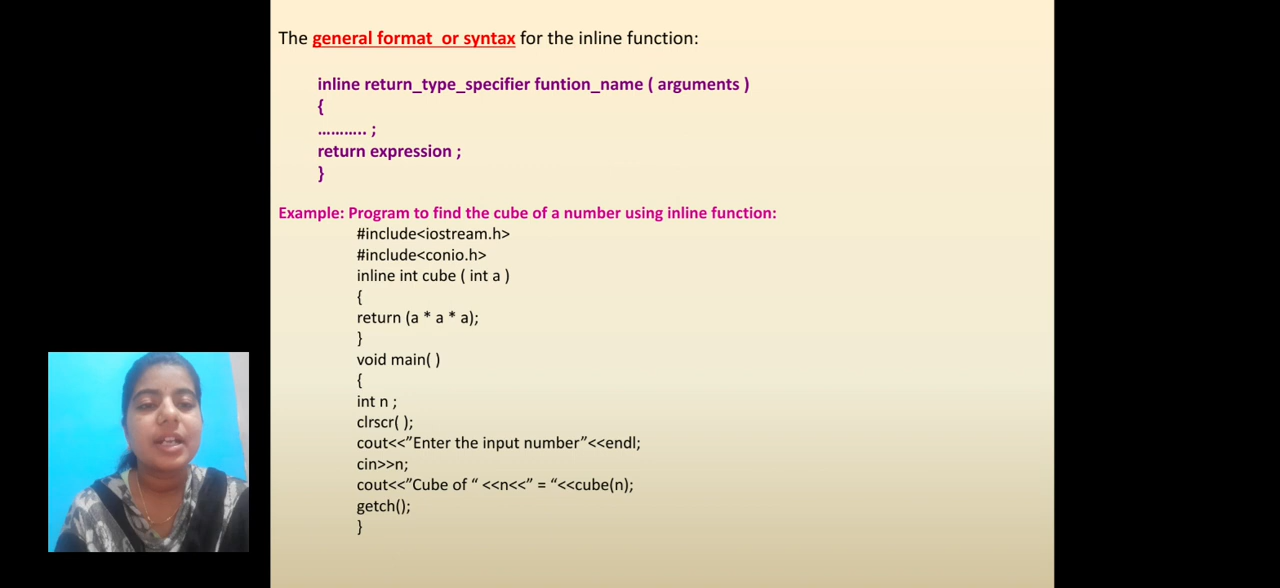 The general format or syntax for the inline function:
inline return_type_specifier funtion_name ( arguments )
{
……….. ;
return expression ;
}
Example: Program to find the cube of a number using inline function:
#include<iostream.h>
#include<conio.h>
inline int cube ( int a )
{
return (a * a * a);
}
void main( )
{
int n ;
clrscr( );
cout<<”Enter the input number”<<endl;
cin>>n;
cout<<”Cube of “ <<n<<” = “<<cube(n);
getch();
}